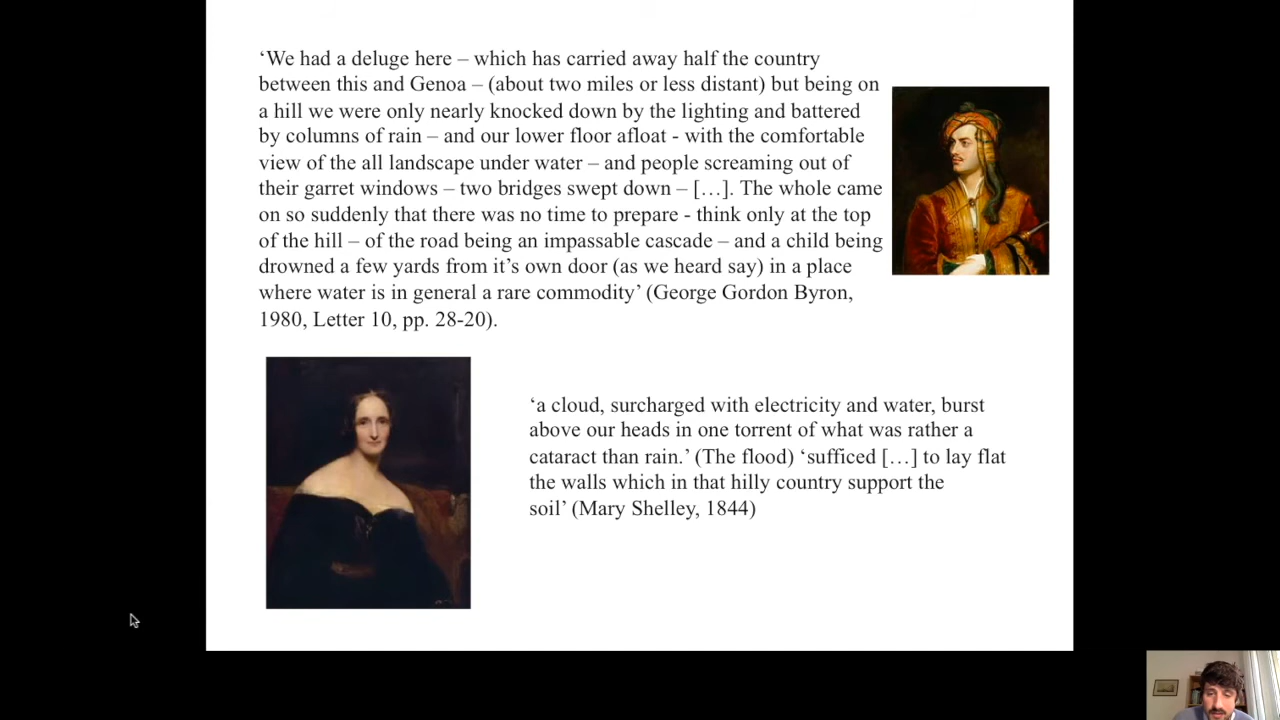 ‘We had a deluge here – which has carried away half the country
between this and Genoa – (about two miles or less distant) but being on
a hill we were only nearly knocked down by the lighting and battered
by columns of rain – and our lower floor afloat - with the comfortable
view of the all landscape under water – and people screaming out of
their garret windows – two bridges swept down – […]. The whole came
on so suddenly that there was no time to prepare - think only at the top
of the hill – of the road being an impassable cascade – and a child being
drowned a few yards from it’s own door (as we heard say) in a place
where water is in general a rare commodity’ (George Gordon Byron,
1980, Letter 10, pp. 28-20).
‘a cloud, surcharged with electricity and water, burst
above our heads in one torrent of what was rather a
cataract than rain.’ (The flood) ‘sufficed […] to lay flat
the walls which in that hilly country support the
soil’ (Mary Shelley, 1844)